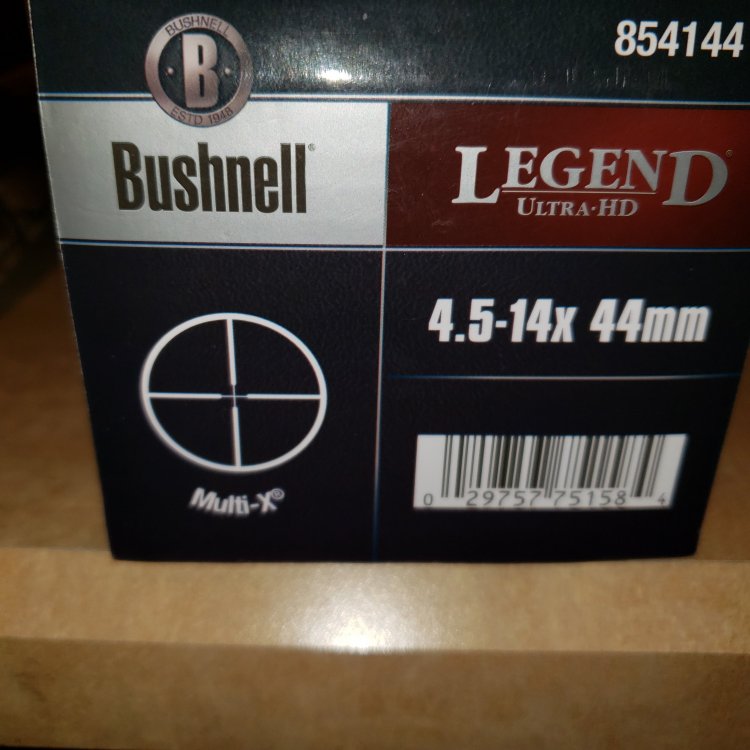 BUSHNELL
B
ESTD 1948
854144
Bushnell®
LEGEND®
ULTRA·HD
4.5-14x 44mm
Multi-X®
0 29757 75158 4